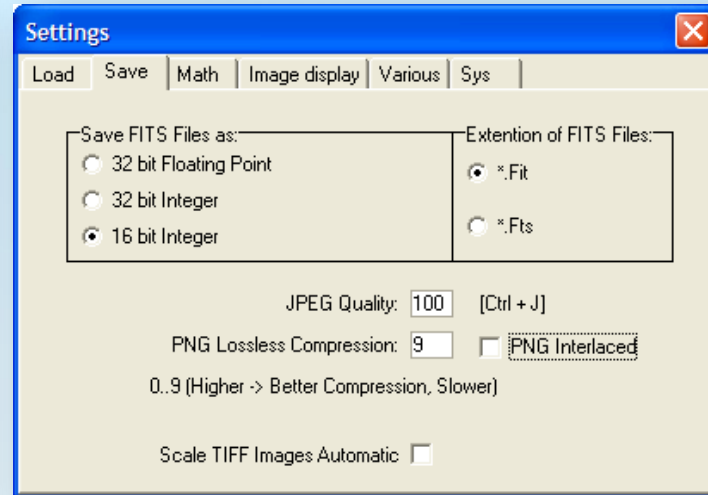 Settings
Load Save Math Image display Various Sys
Save FITS Files as: Extention of FITS Files:
32 bit Floating Point *.Fit
32 bit Integer
16 bit Integer *.Fts
JPEG Quality: 100 [Ctrl + J]
PNG Lossless Compression: 9 PNG Interlaced
0..9 (Higher -> Better Compression, Slower)
Scale TIFF Images Automatic